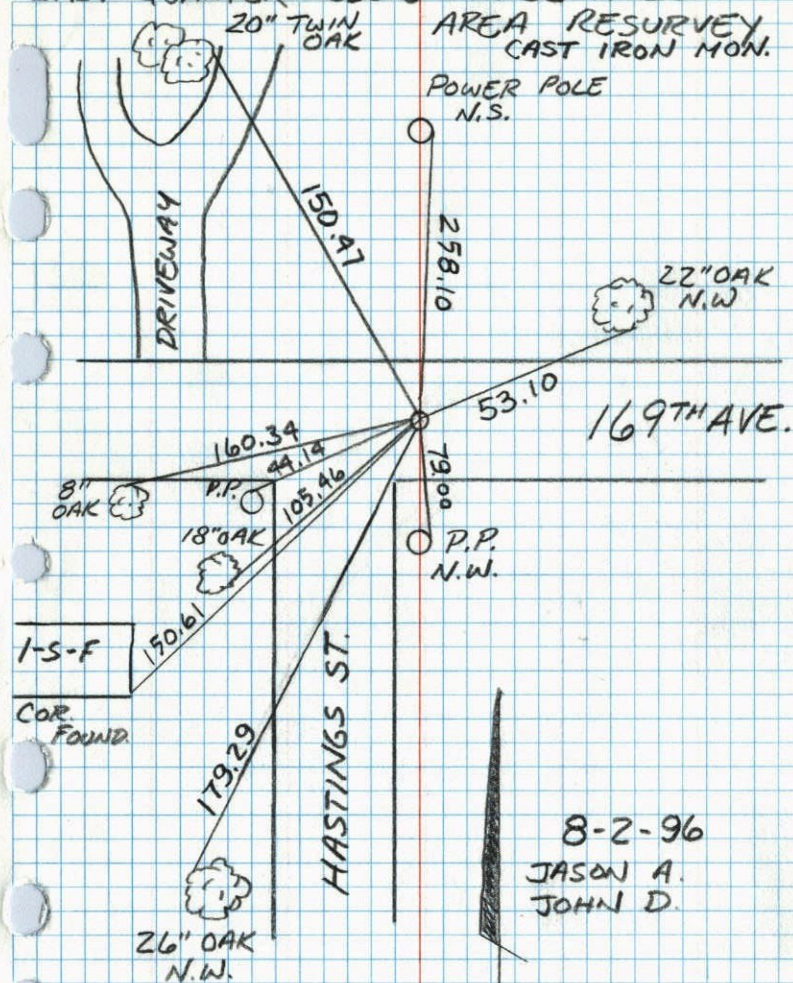 20" TWIN
OAK
AREA RESURVEY
CAST IRON MON.
POWER POLE
N.S.
150.47
258.10
DRIVEWAY
22" OAK
N.W
53.10
169TH AVE.
160.34
44.14
79.00
8"
OAK
P.P.
105.46
18" OAK
P.P.
N.W.
150.61
1-S-F
COR.
FOUND.
HASTINGS ST.
179.29
8-2-96
JASON A.
JOHN D.
26" OAK
N.W.